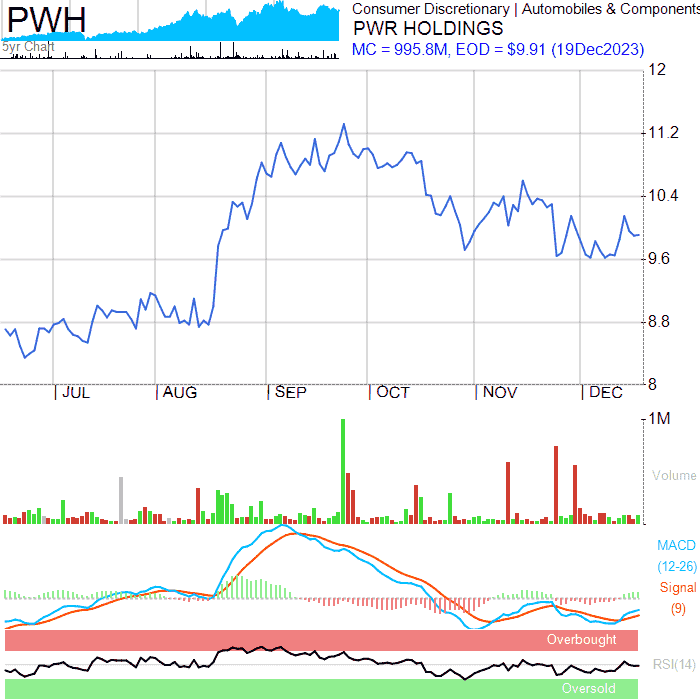 PWH
Consumer Discretionary | Automobiles & Components
PWR HOLDINGS
5yr Chart
MC = 995.8M, EOD = $9.91 (19Dec2023)
12
11.2
10.4
9.6
8.8
8
JUL AUG SEP OCT NOV DEC
1M
Volume
MACD
(12-26)
Signal
(9)
Overbought
RSI(14)
Oversold